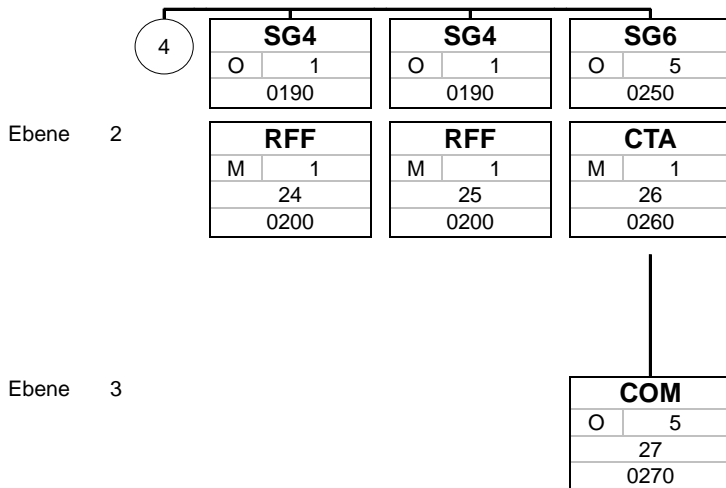 4
SG4 SG4 SG6
O 1 O 1 O 5
0190 0190 0250
Ebene 2
RFF RFF CTA
M 1 M 1 M 1
24 25 26
0200 0200 0260
Ebene 3
COM
O 5
27
0270